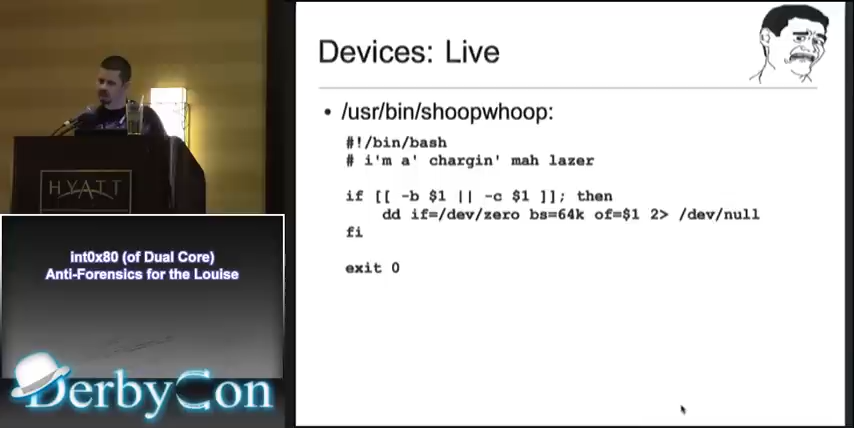 Devices: Live
• /usr/bin/shoopwhoop:
#!/bin/bash
# i'm a' chargin' mah lazer
if [[ -b $1 || -c $1 ]]; then
dd if=/dev/zero bs=64k of=$1 2> /dev/null
fi
exit 0
HYATT
int0x80 (of Dual Core)
Anti-Forensics for the Louise
DerbyCon